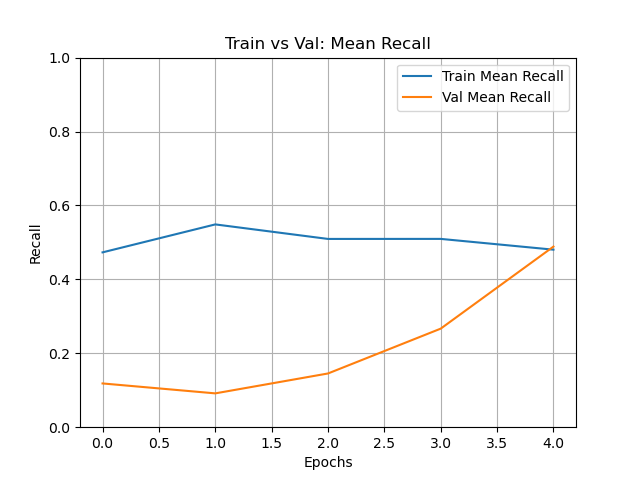 Train vs Val: Mean Recall
Train Mean Recall
Val Mean Recall
1.0
0.8
0.6
0.4
0.2
0.0
Recall
0.0 0.5 1.0 1.5 2.0 2.5 3.0 3.5 4.0
Epochs